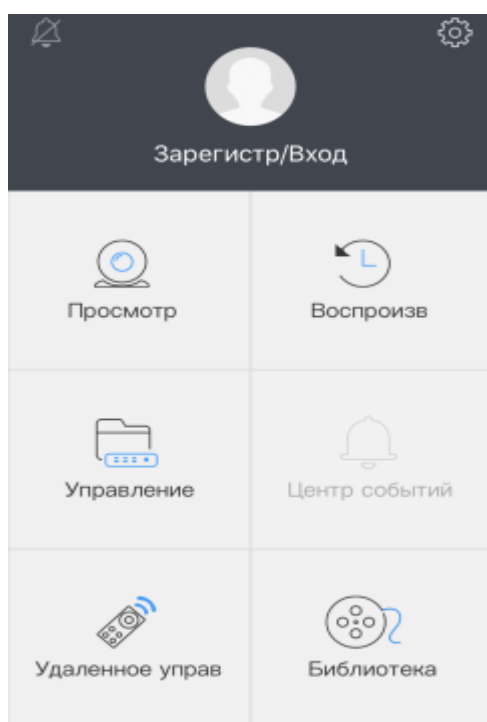 Зарегистр/Вход
Просмотр
Воспроизв
Управление
Центр событий
Удаленное управ
Библиотека